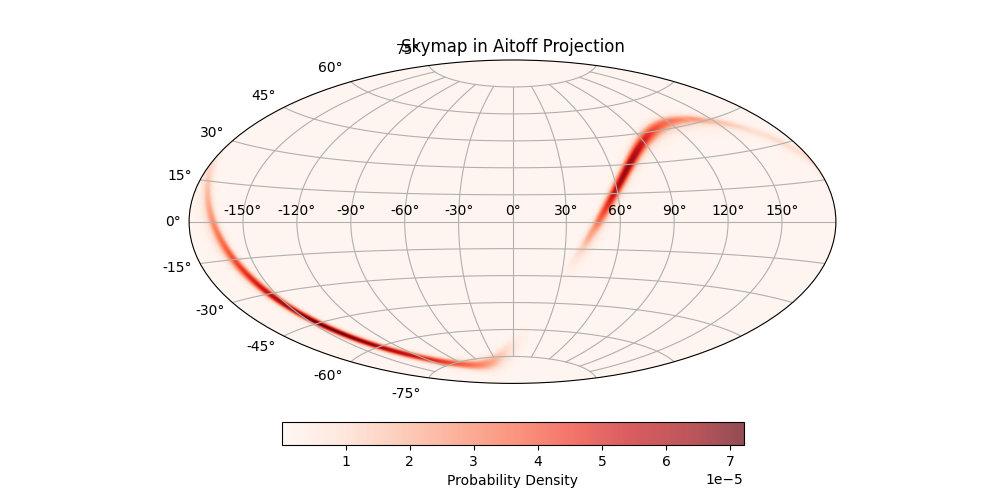 Skymap in Aitoff Projection
75°
60°
45°
30°
15°
-150° -120° -90° -60° -30° 0° 30° 60° 90° 120° 150°
0°
-15°
-30°
-45°
-60°
-75°
1 2 3 4 5 6 7
1e−5
Probability Density